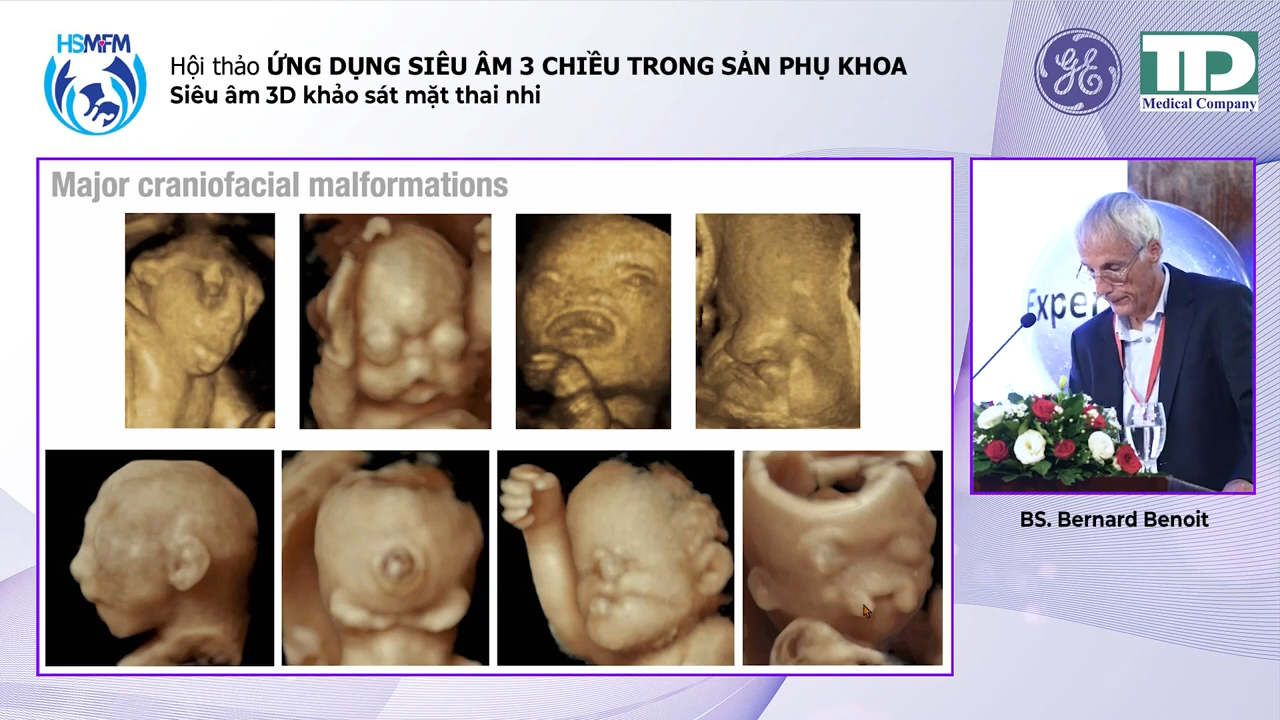 HSMFM
Hội thảo ỨNG DỤNG SIÊU ÂM 3 CHIỀU TRONG SẢN PHỤ KHOA
Siêu âm 3D khảo sát mặt thai nhi
GE
TD
Medical Company
Major craniofacial malformations
Exper
BS. Bernard Benoit